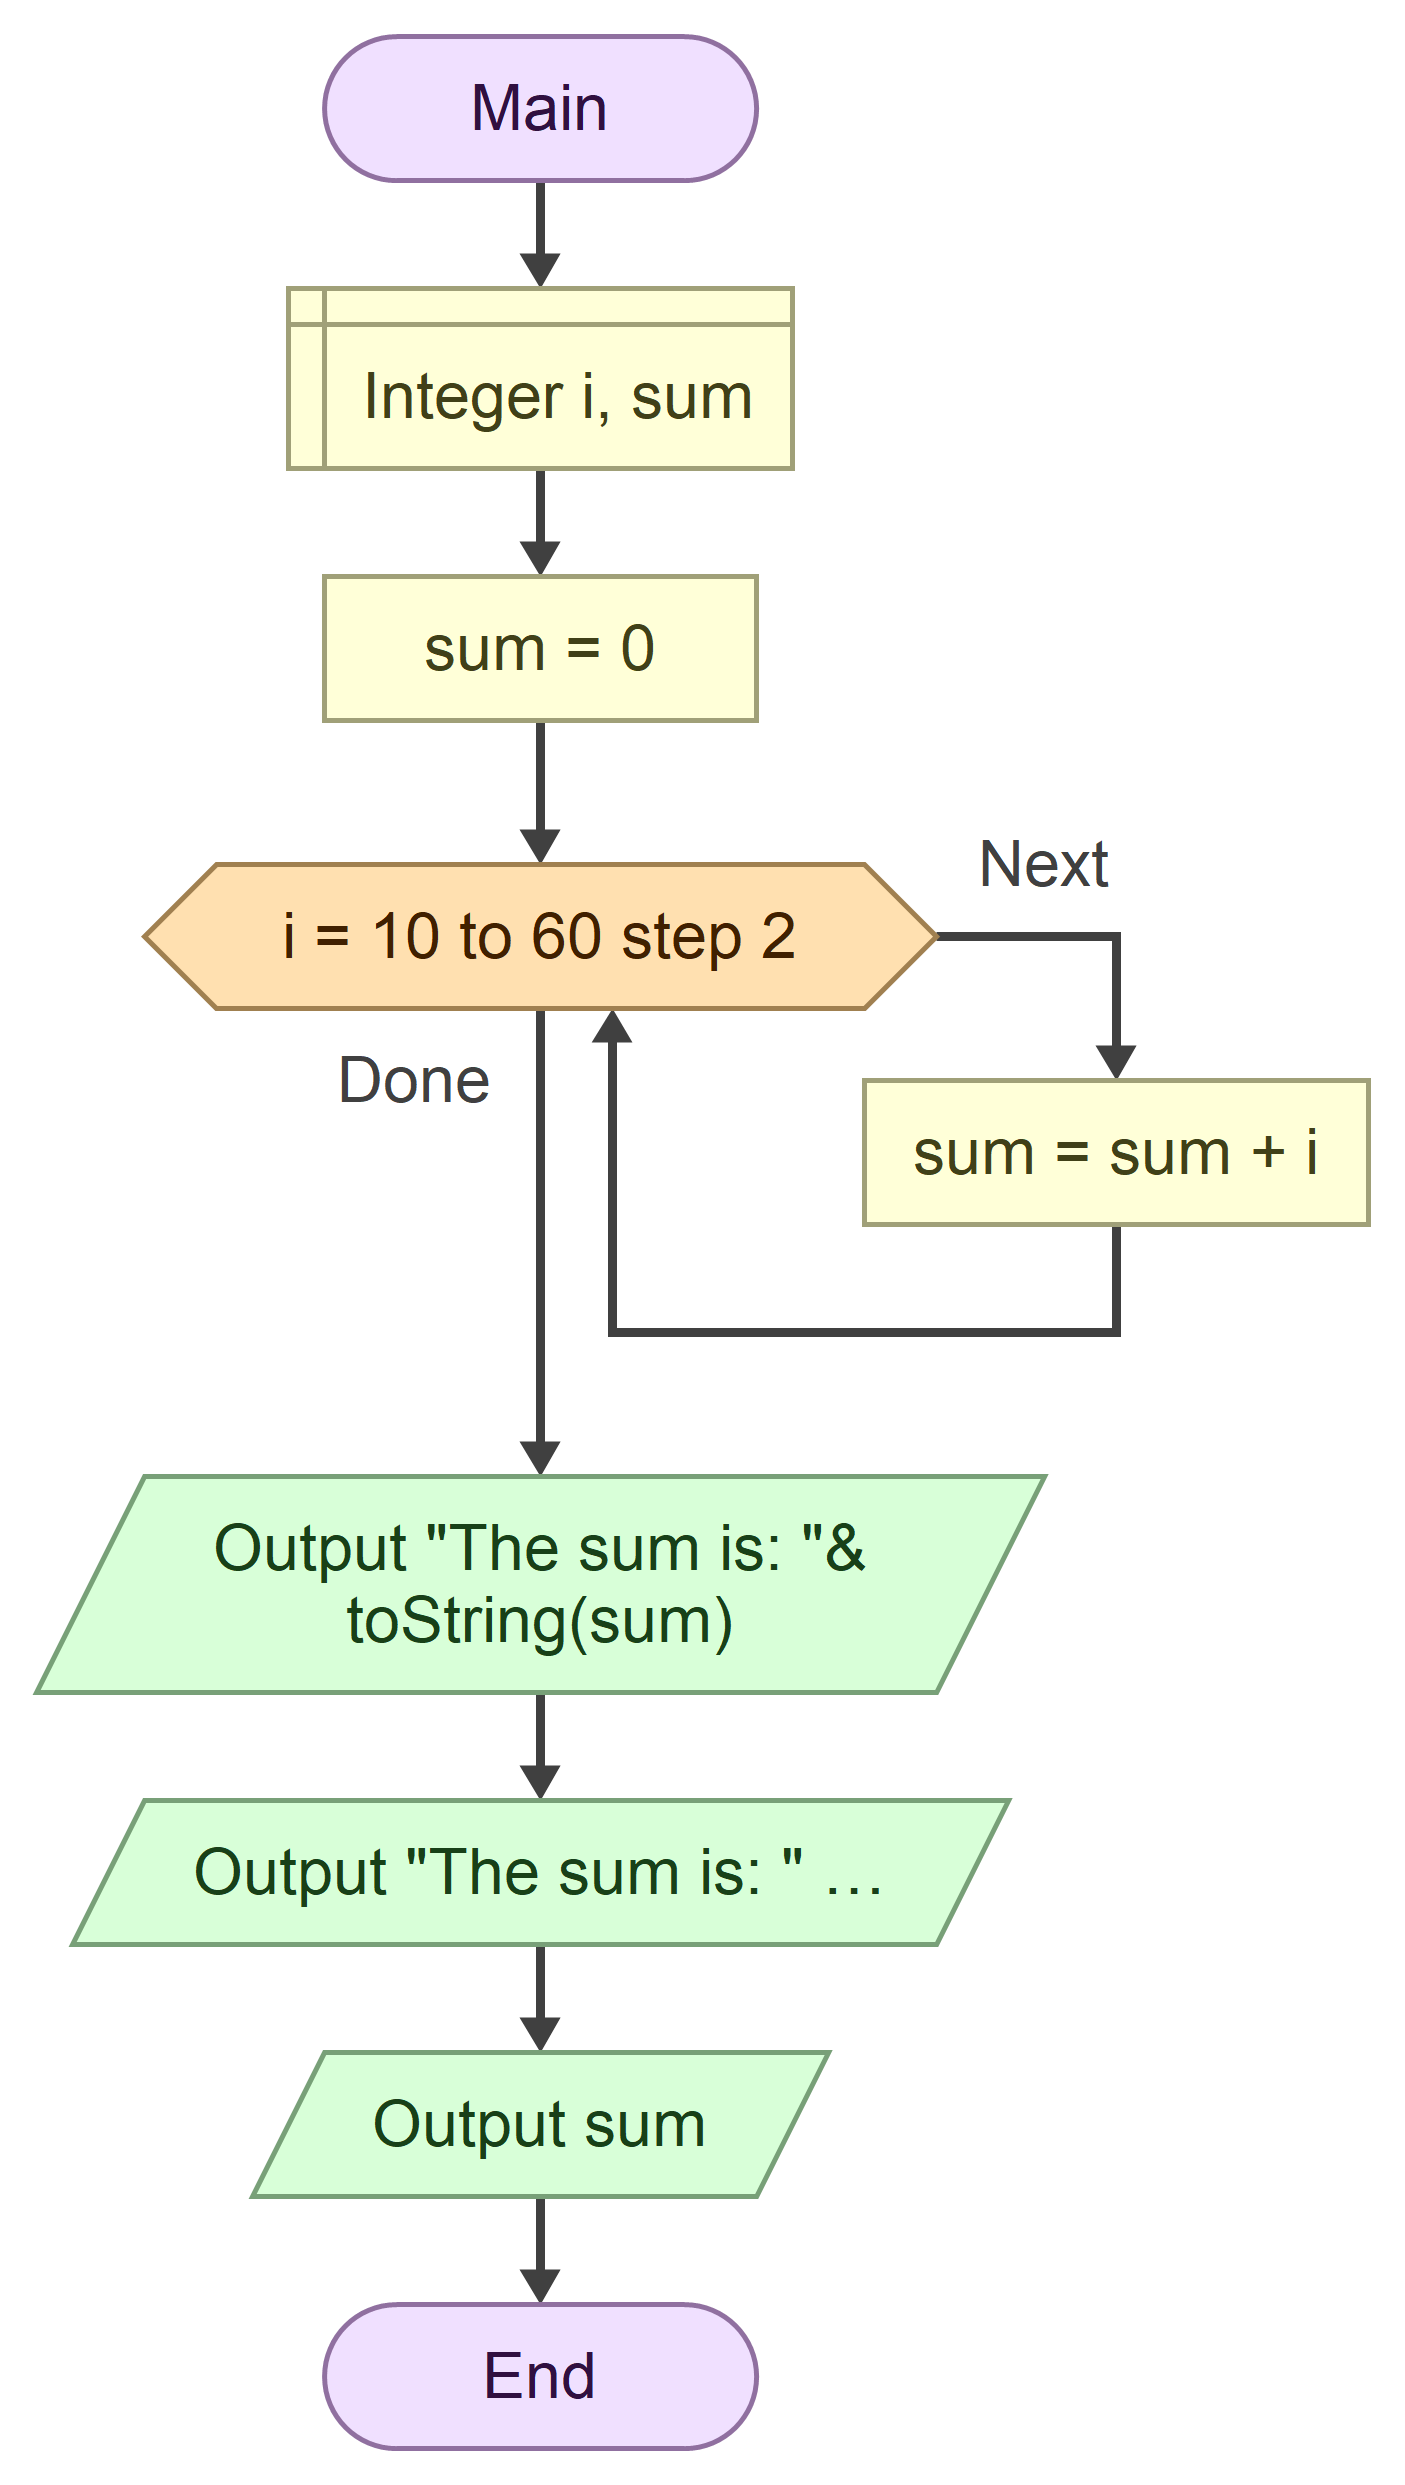 Main
Integer i, sum
sum = 0
i = 10 to 60 step 2
Next
Done
sum = sum + i
Output "The sum is: "&
toString(sum)
Output "The sum is: " …
Output sum
End